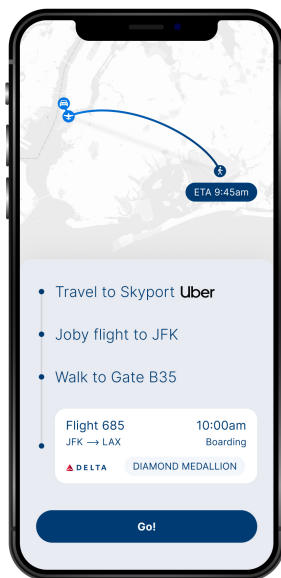 ETA 9:45am
Travel to Skyport Uber
Joby flight to JFK
Walk to Gate B35
Flight 685 10:00am
JFK → LAX Boarding
DELTA DIAMOND MEDALLION
Go!